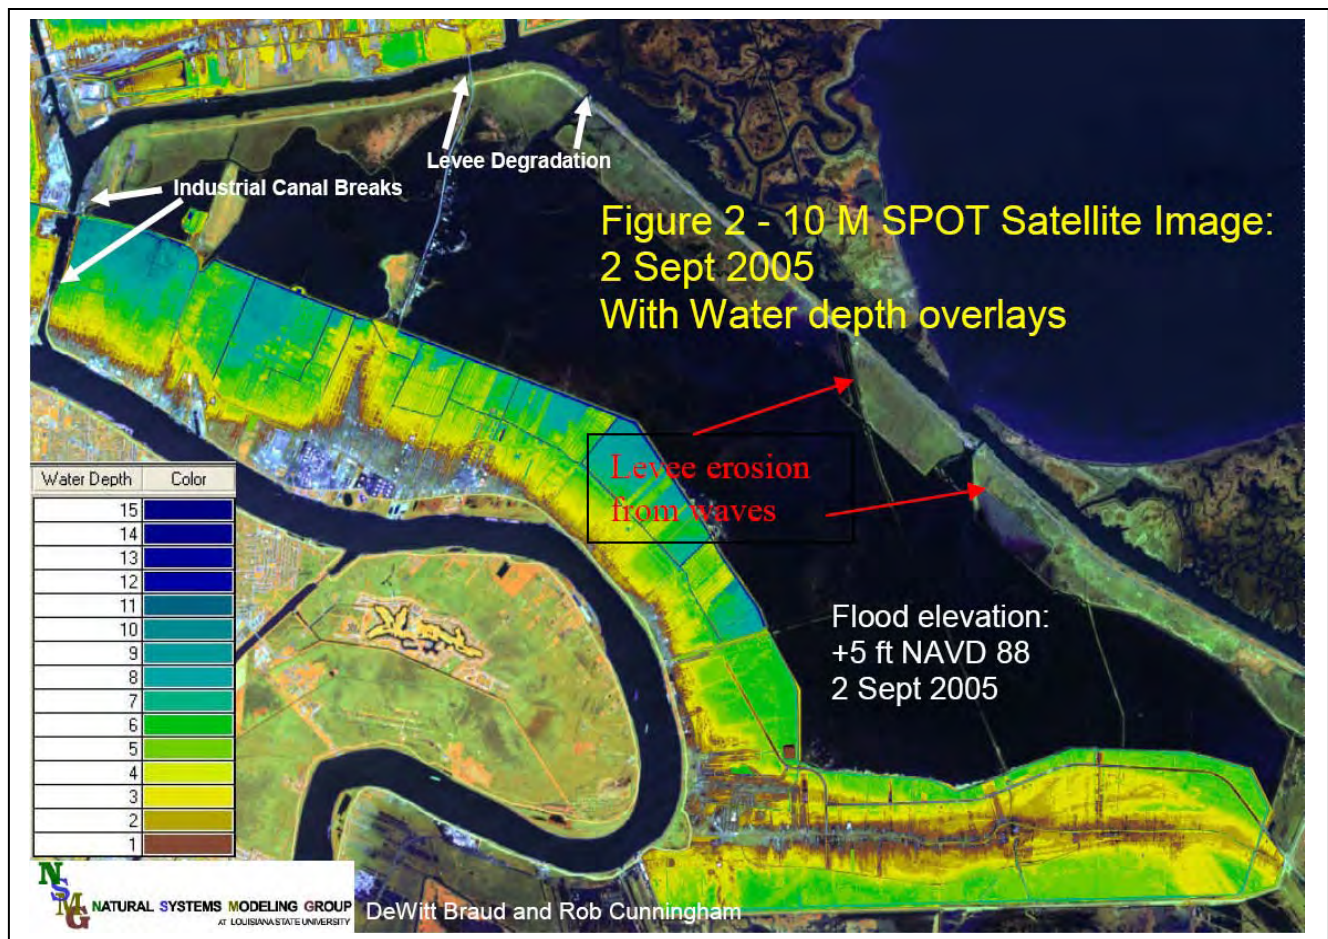 Levee Degradation
Industrial Canal Breaks
Figure 2 - 10 M SPOT Satellite Image:
2 Sept 2005
With Water depth overlays
Levee erosion
from waves
Water Depth Color
15
14
13
12
11
10
9
8
7
6
5
4
3
2
1
Flood elevation:
+5 ft NAVD 88
2 Sept 2005
NSMG
NATURAL SYSTEMS MODELING GROUP
AT LOUISIANA STATE UNIVERSITY
DeWitt Braud and Rob Cunningham